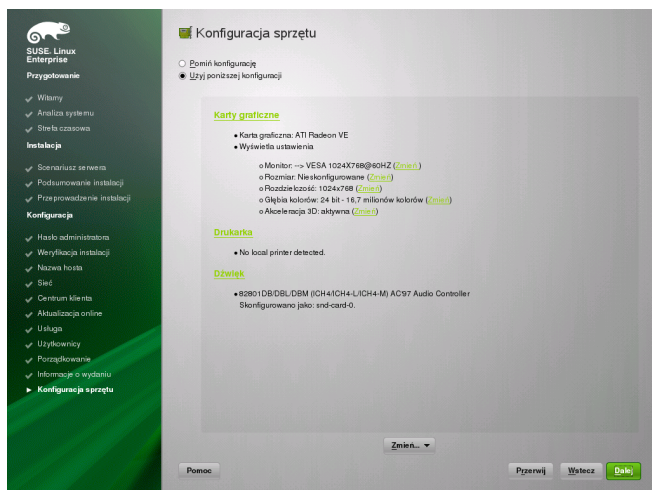 SUSE. Linux
Enterprise
Przygotowanie
Witamy
Analiza systemu
Strefa czasowa
Instalacja
Scenariusz serwera
Podsumowanie instalacji
Przeprowadzenie instalacji
Konfiguracja
Hasło administratora
Weryfikacja instalacji
Nazwa hosta
Sieć
Centrum klienta
Aktualizacja online
Usługa
Użytkownicy
Porządkowanie
Informacje o wydaniu
Konfiguracja sprzętu
Konfiguracja sprzętu
Pomiń konfigurację
Użyj poniższej konfiguracji
Karty graficzne
Karta graficzna: ATI Radeon VE
Wyświetla ustawienia
Monitor: --> VESA 1024X768@60HZ (Zmień)
Rozmiar: Nieskonfigurowane (Zmień)
Rozdzielczość: 1024x768 (Zmień)
Głębia kolorów: 24 bit - 16,7 milionów kolorów (Zmień)
Akceleracja 3D: aktywna (Zmień)
Drukarka
No local printer detected.
Dźwięk
82801DB/DBL/DBM (ICH4/ICH4-L/ICH4-M) AC'97 Audio Controller
Skonfigurowano jako: snd-card-0.
Zmień...
Pomoc
Przerwij
Wstecz
Dalej